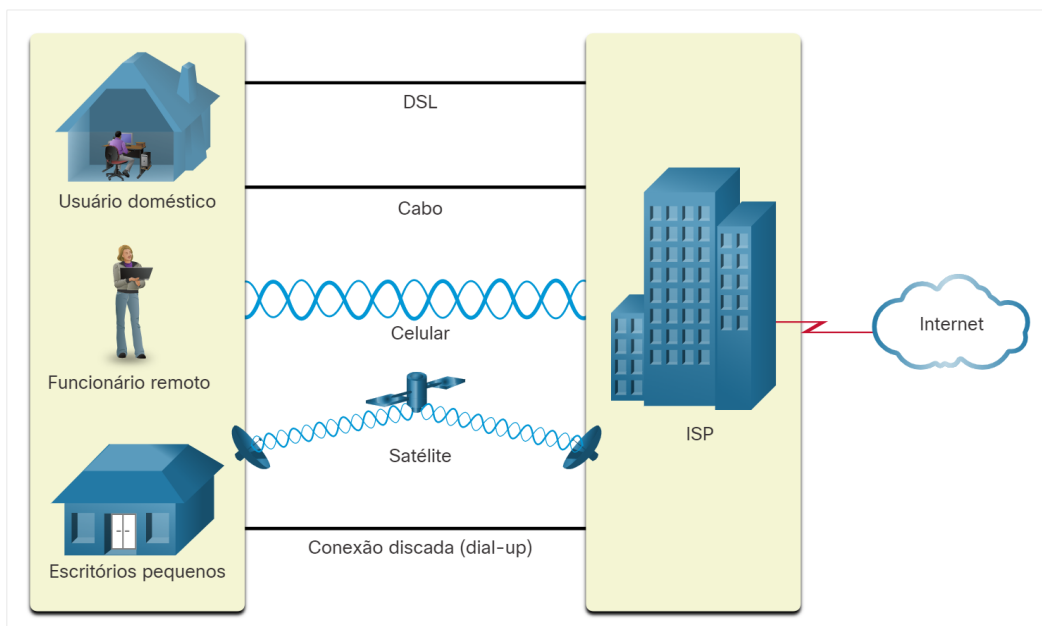 DSL
Usuário doméstico
Cabo
Celular
Internet
Funcionário remoto
Satélite
ISP
Conexão discada (dial-up)
Escritórios pequenos